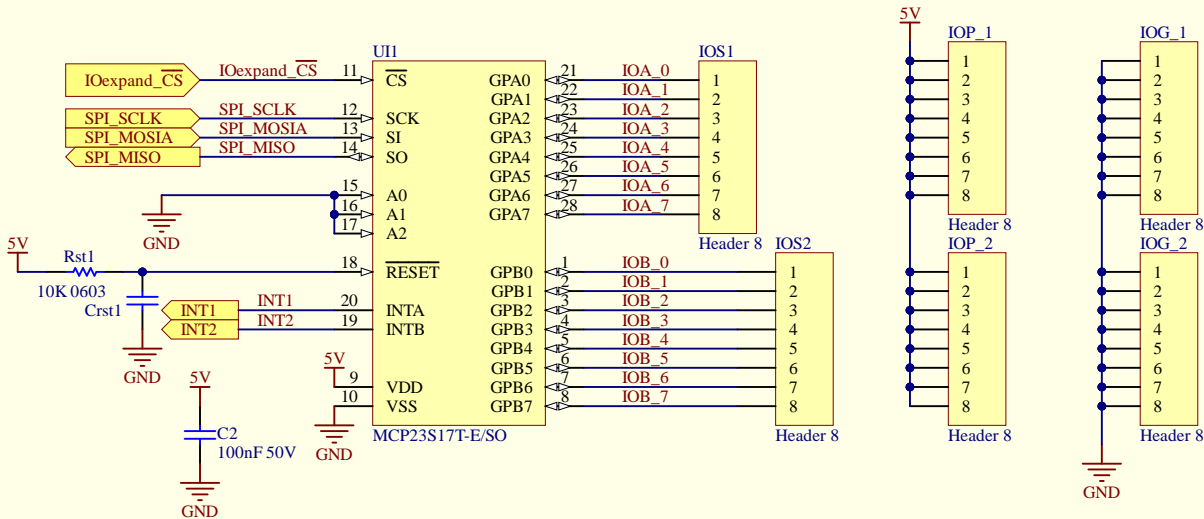 UI1
IOexpand_CS
IOexpand_CS
11
CS
SPI_SCLK
SPI_SCLK
12
SCK
SPI_MOSIA
SPI_MOSIA
13
SI
SPI_MISO
SPI_MISO
14
SO
15
A0
16
A1
17
A2
GND
5V
Rst1
10K 0603
Crst1
GND
18
RESET
INT1
INT1
20
INTA
INT2
INT2
19
INTB
5V
9
VDD
10
VSS
GND
5V
C2
100nF 50V
GND
MCP23S17T-E/SO
GPA0
21
IOA_0
GPA1
22
IOA_1
GPA2
23
IOA_2
GPA3
24
IOA_3
GPA4
25
IOA_4
GPA5
26
IOA_5
GPA6
27
IOA_6
GPA7
28
IOA_7
IOS1
1
2
3
4
5
6
7
8
Header 8
GPB0
1
IOB_0
GPB1
2
IOB_1
GPB2
3
IOB_2
GPB3
4
IOB_3
GPB4
5
IOB_4
GPB5
6
IOB_5
GPB6
7
IOB_6
GPB7
8
IOB_7
IOS2
1
2
3
4
5
6
7
8
Header 8
5V
IOP_1
1
2
3
4
5
6
7
8
Header 8
IOP_2
1
2
3
4
5
6
7
8
Header 8
IOG_1
1
2
3
4
5
6
7
8
Header 8
IOG_2
1
2
3
4
5
6
7
8
Header 8
GND